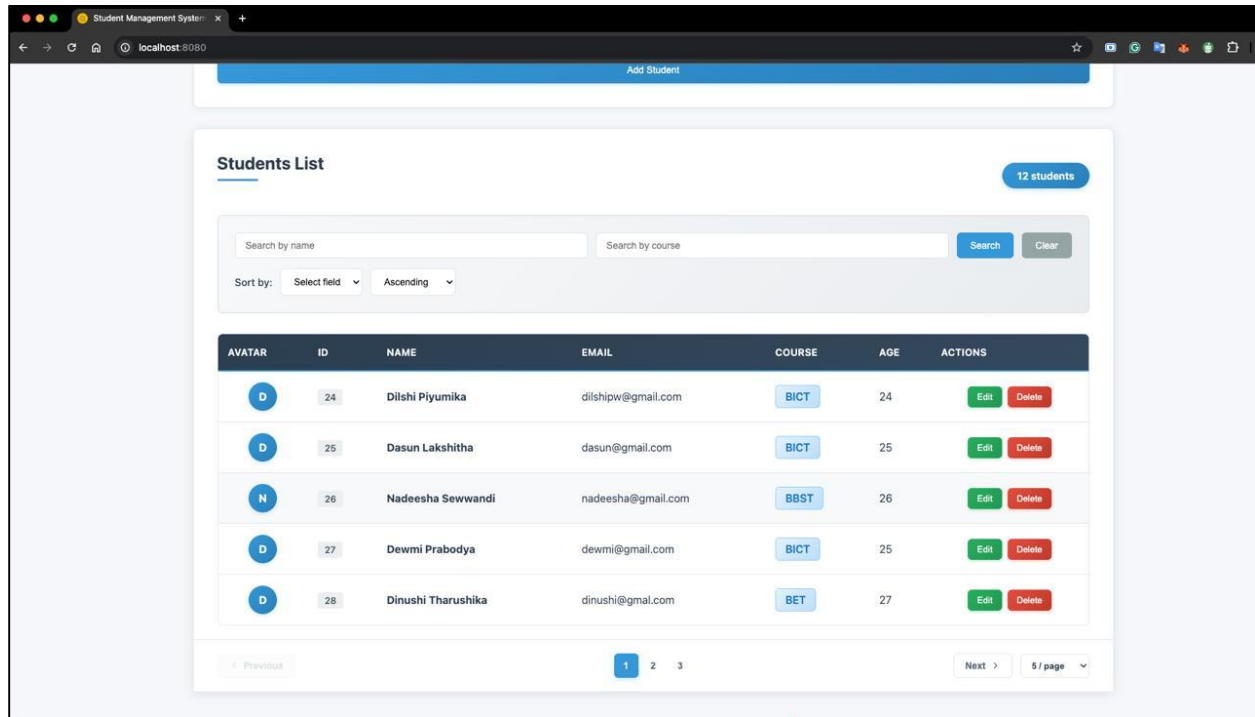 Student Management System
localhost:8080
Add Student
Students List
12 students
Search by name Search by course Search Clear
Sort by: Select field Ascending
AVATAR ID NAME EMAIL COURSE AGE ACTIONS
D 24 Dilshi Piyumika dilshipw@gmail.com BICT 24 Edit Delete
D 25 Dasun Lakshitha dasun@gmail.com BICT 25 Edit Delete
N 26 Nadeesha Sewwandi nadeesha@gmail.com BBST 26 Edit Delete
D 27 Dewmi Prabodya dewmi@gmail.com BICT 25 Edit Delete
D 28 Dinushi Tharushika dinushi@gmal.com BET 27 Edit Delete
< Previous 1 2 3 Next > 5 / page